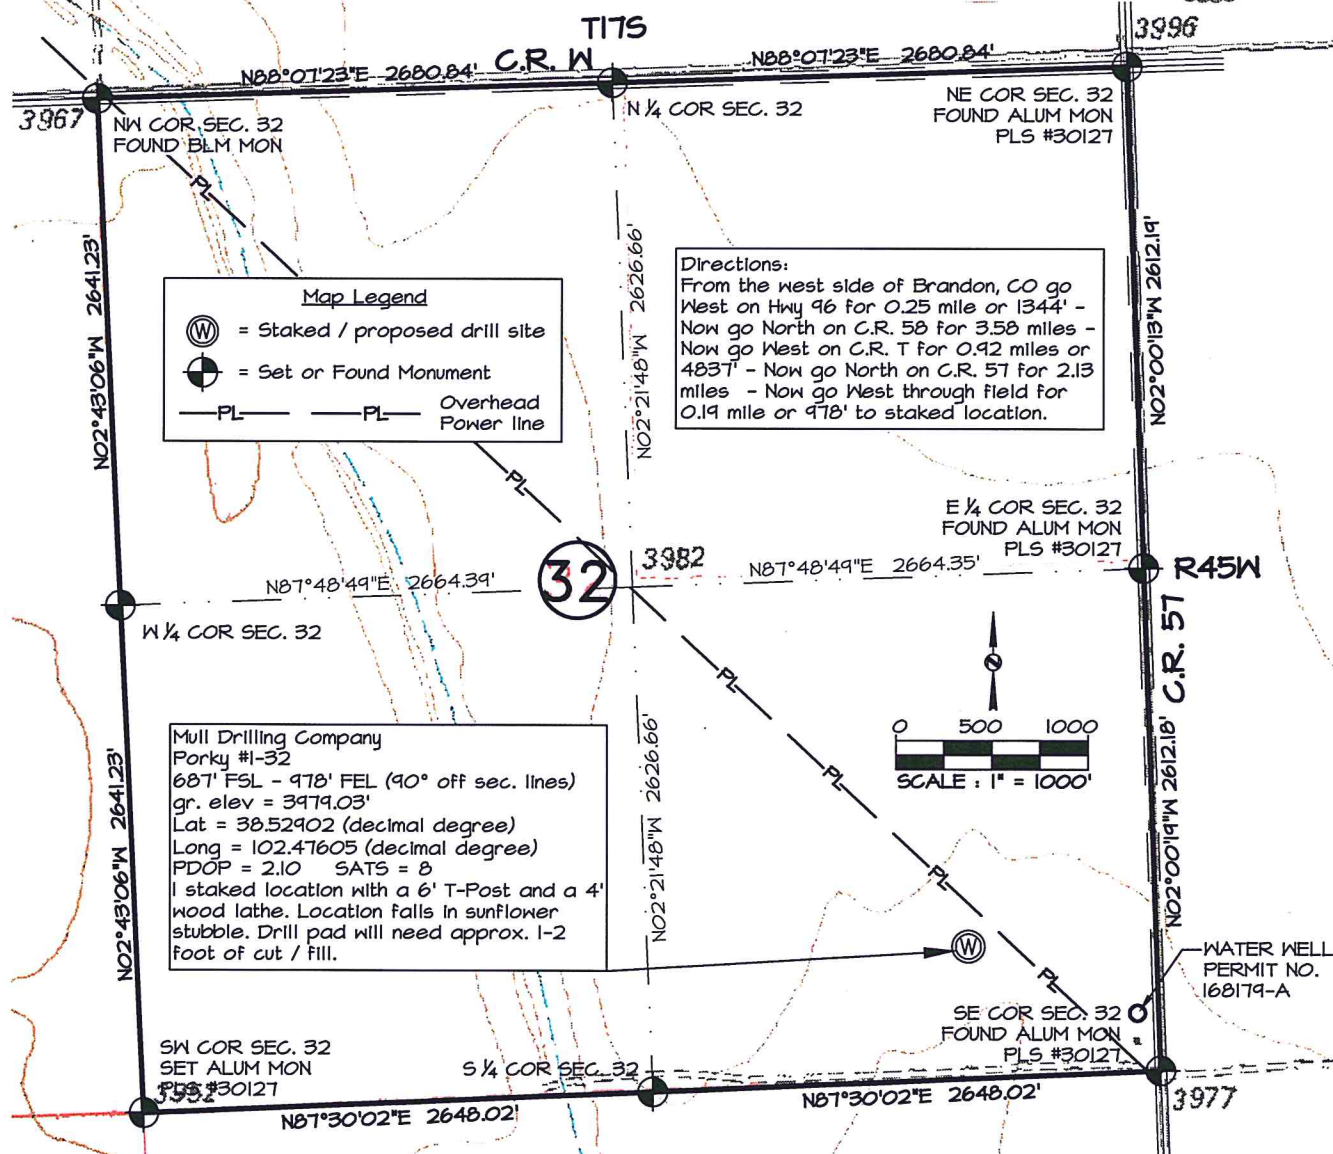 T17S
C.R. W
3996
N88°07'23"E 2680.84'
N88°07'23"E 2680.84'
3967
NW COR SEC. 32
FOUND BLM MON
N 1/4 COR SEC. 32
NE COR SEC. 32
FOUND ALUM MON
PLS #30127
PL
N02°43'06"W 2641.23'
N02°21'48"W 2626.66'
N02°00'13"W 2612.19'
Map Legend
W = Staked / proposed drill site
= Set or Found Monument
PL PL Overhead
Power line
Directions:
From the west side of Brandon, CO go
West on Hwy 96 for 0.25 mile or 1344' -
Now go North on C.R. 58 for 3.58 miles -
Now go West on C.R. T for 0.92 miles or
4837' - Now go North on C.R. 57 for 2.13
miles - Now go West through field for
0.19 mile or 978' to staked location.
PL
E 1/4 COR SEC. 32
FOUND ALUM MON
PLS #30127
N87°48'49"E 2664.39'
32
3982
N87°48'49"E 2664.35'
R45W
W 1/4 COR SEC. 32
C.R. 57
PL
0 500 1000
SCALE : 1" = 1000'
PL
Mull Drilling Company
Porky #1-32
687' FSL - 978' FEL (90° off sec. lines)
gr. elev = 3979.03'
Lat = 38.52902 (decimal degree)
Long = 102.47605 (decimal degree)
PDOP = 2.10 SATS = 8
I staked location with a 6' T-Post and a 4'
wood lathe. Location falls in sunflower
stubble. Drill pad will need approx. 1-2
foot of cut / fill.
N02°43'06"W 2641.23'
N02°21'48"W 2626.66'
N02°00'19"W 2612.18'
PL
W
PL
WATER WELL
PERMIT NO.
168179-A
SE COR SEC. 32
FOUND ALUM MON
PLS #30127
SW COR SEC. 32
SET ALUM MON
PLS #30127
S 1/4 COR SEC. 32
N87°30'02"E 2648.02'
N87°30'02"E 2648.02'
3977